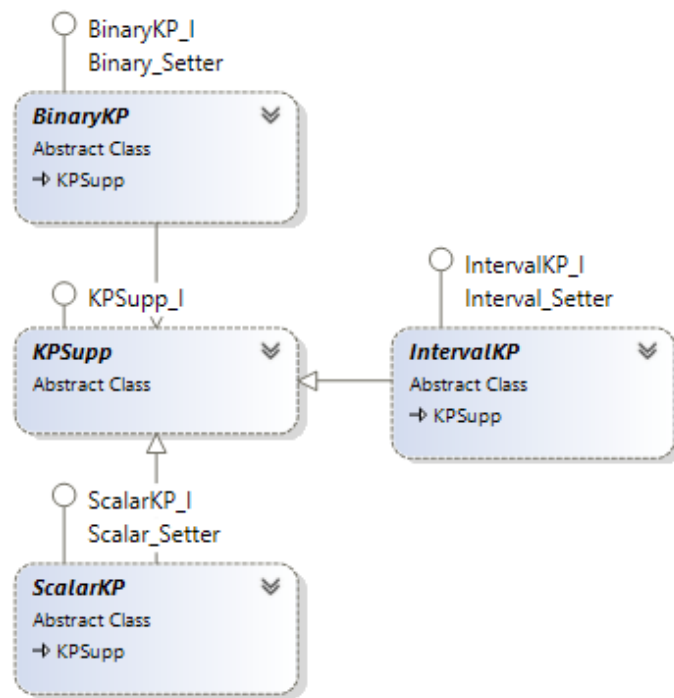 BinaryKP_I
Binary_Setter
BinaryKP
Abstract Class
KPSupp
KPSupp_I
KPSupp
Abstract Class
IntervalKP_I
Interval_Setter
IntervalKP
Abstract Class
KPSupp
ScalarKP_I
Scalar_Setter
ScalarKP
Abstract Class
KPSupp